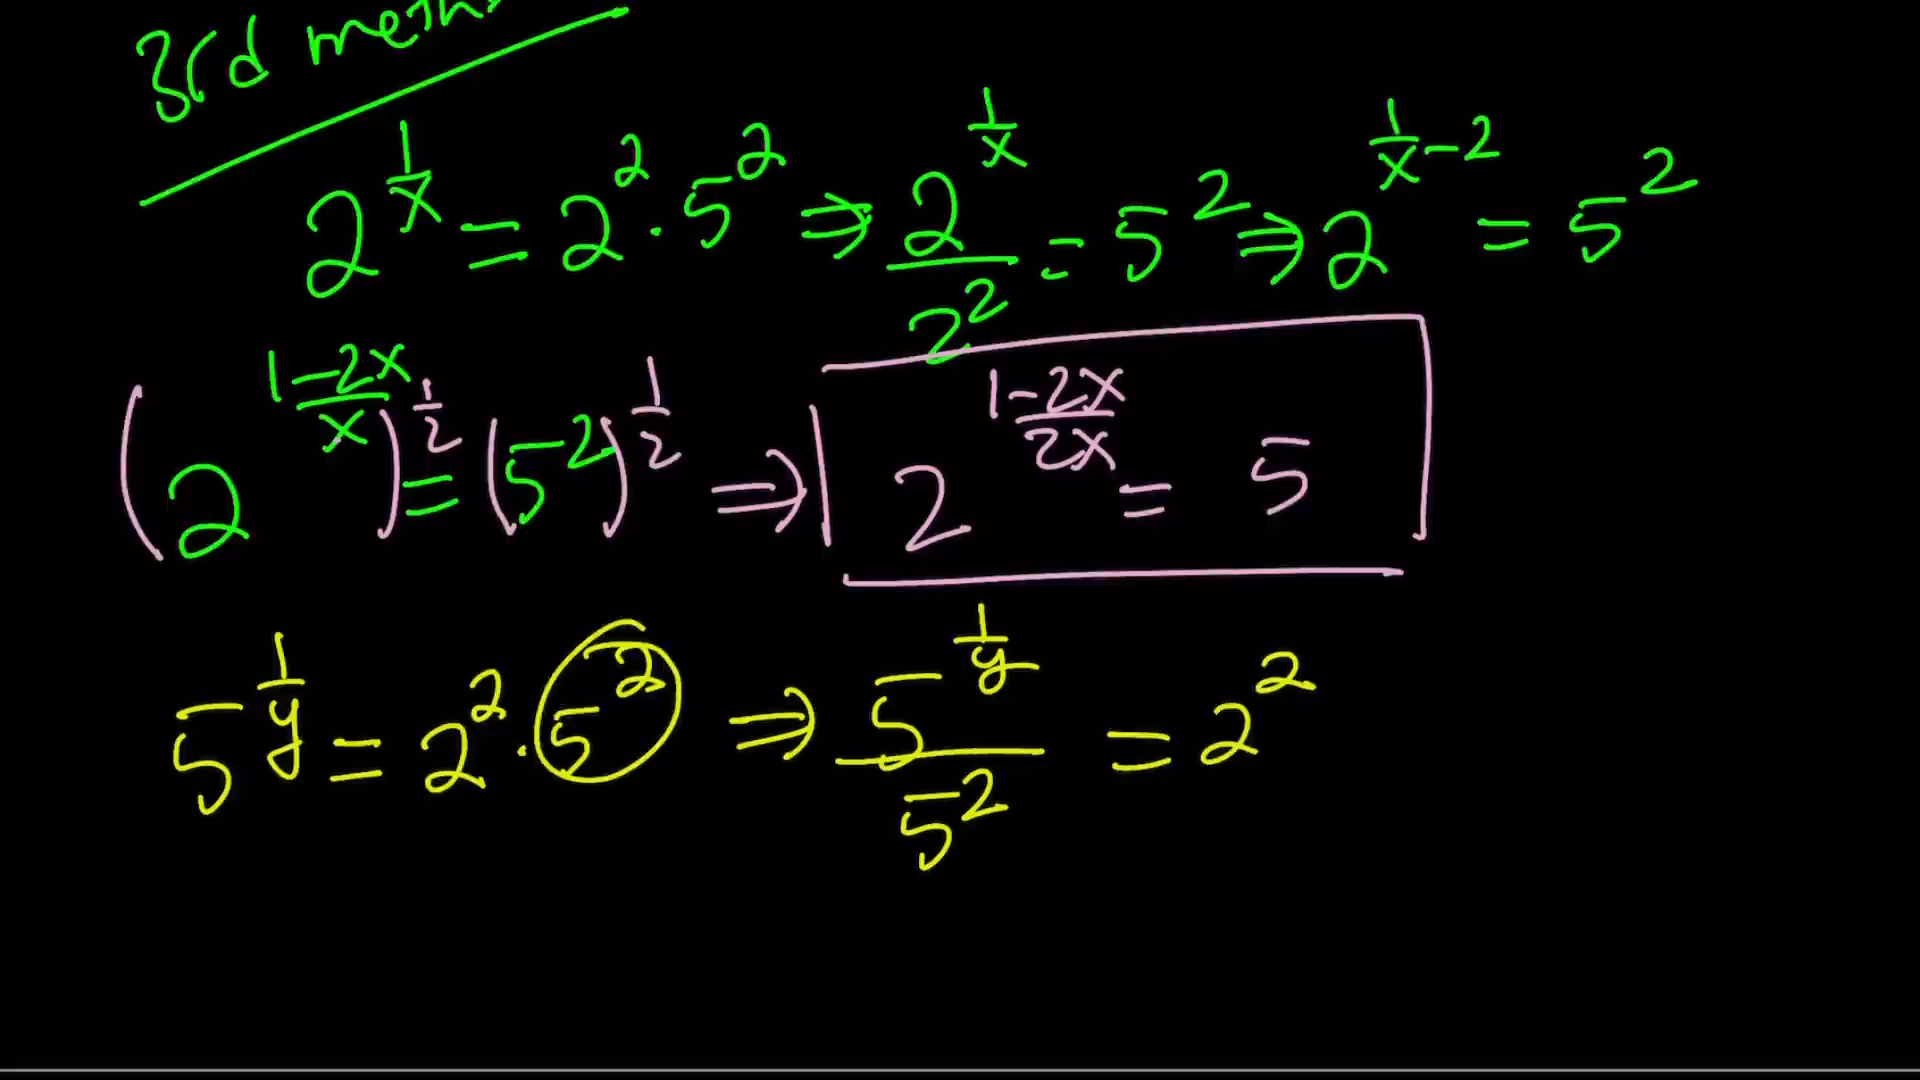 3rd
2^(1/x) = 2^2 · 5^2 ⇒ 2^(1/x)/2^2 = 5^2 ⇒ 2^(1/x - 2) = 5^2
(2^((1-2x)/x))^(1/2) = (5^2)^(1/2) ⇒ 2^((1-2x)/(2x)) = 5
5^(1/y) = 2^2 · 5^2 ⇒ 5^(1/y)/5^2 = 2^2